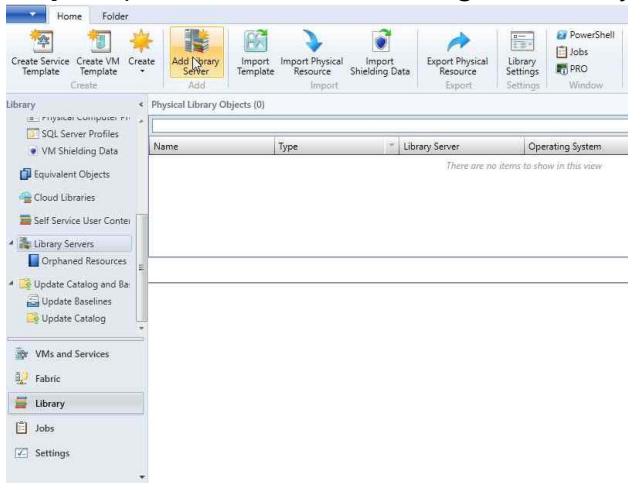 Home Folder
Create Service Template
Create VM Template
Create
Add Library Server
Import Template
Import Physical Resource
Import Shielding Data
Export Physical Resource
Library Settings
PowerShell
Jobs
PRO
Create
Add
Import
Export
Settings
Window
Library
Physical Library Objects (0)
SQL Server Profiles
VM Shielding Data
Equivalent Objects
Cloud Libraries
Self Service User
Library Servers
Orphaned Resources
Update Catalog and
Update Baselines
Update Catalog
Name Type Library Server Operating System
There are no items to show in this view
VMs and Services
Fabric
Library
Jobs
Settings